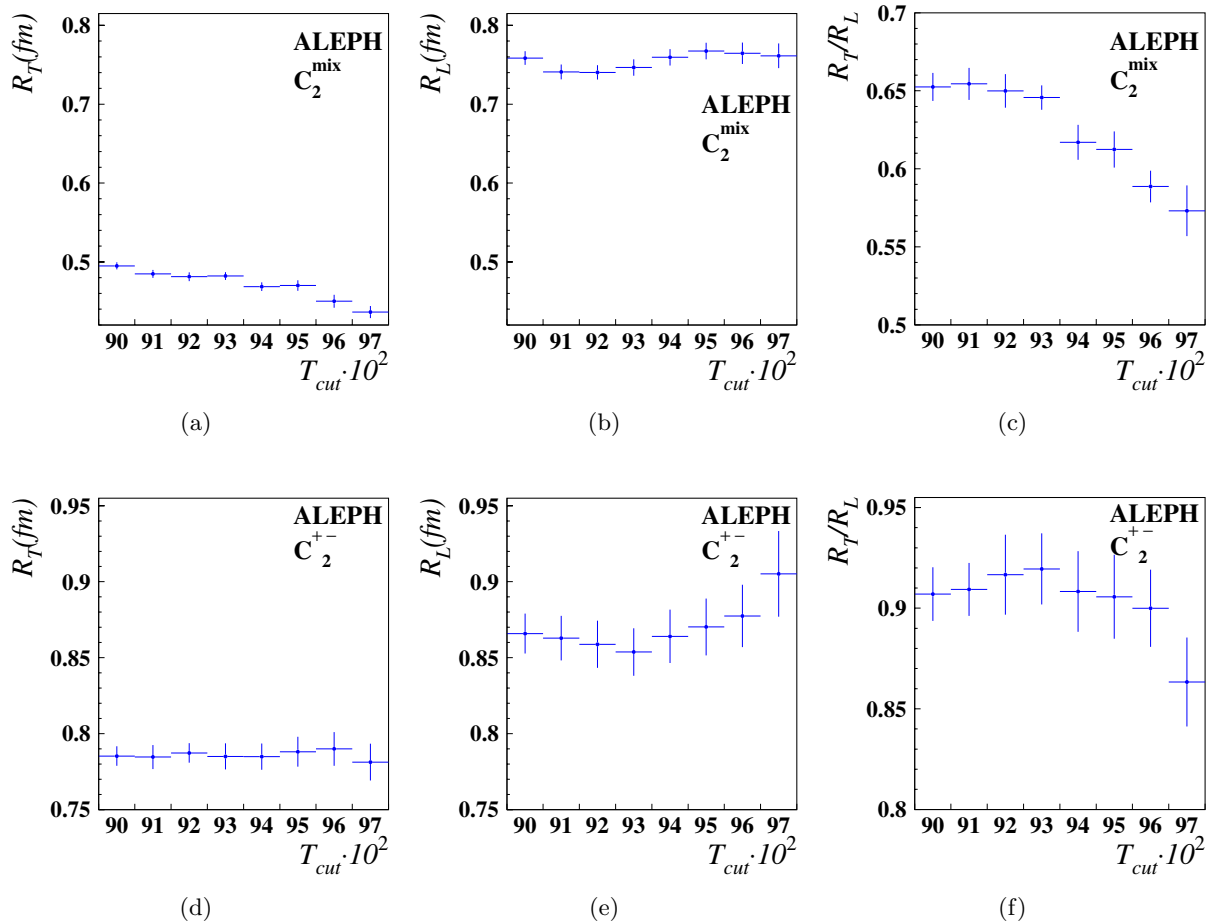 R_T(fm)
0.8
0.7
0.6
0.5
ALEPH
C_2^mix
90 91 92 93 94 95 96 97
T_cut·10^2
(a)
R_L(fm)
0.8
0.7
0.6
0.5
ALEPH
C_2^mix
90 91 92 93 94 95 96 97
T_cut·10^2
(b)
R_T/R_L
0.7
0.65
0.6
0.55
0.5
ALEPH
C_2^mix
90 91 92 93 94 95 96 97
T_cut·10^2
(c)
R_T(fm)
0.95
0.9
0.85
0.8
0.75
ALEPH
C_2^+-
90 91 92 93 94 95 96 97
T_cut·10^2
(d)
R_L(fm)
0.95
0.9
0.85
0.8
0.75
ALEPH
C_2^+-
90 91 92 93 94 95 96 97
T_cut·10^2
(e)
R_T/R_L
0.95
0.9
0.85
0.8
ALEPH
C_2^+-
90 91 92 93 94 95 96 97
T_cut·10^2
(f)